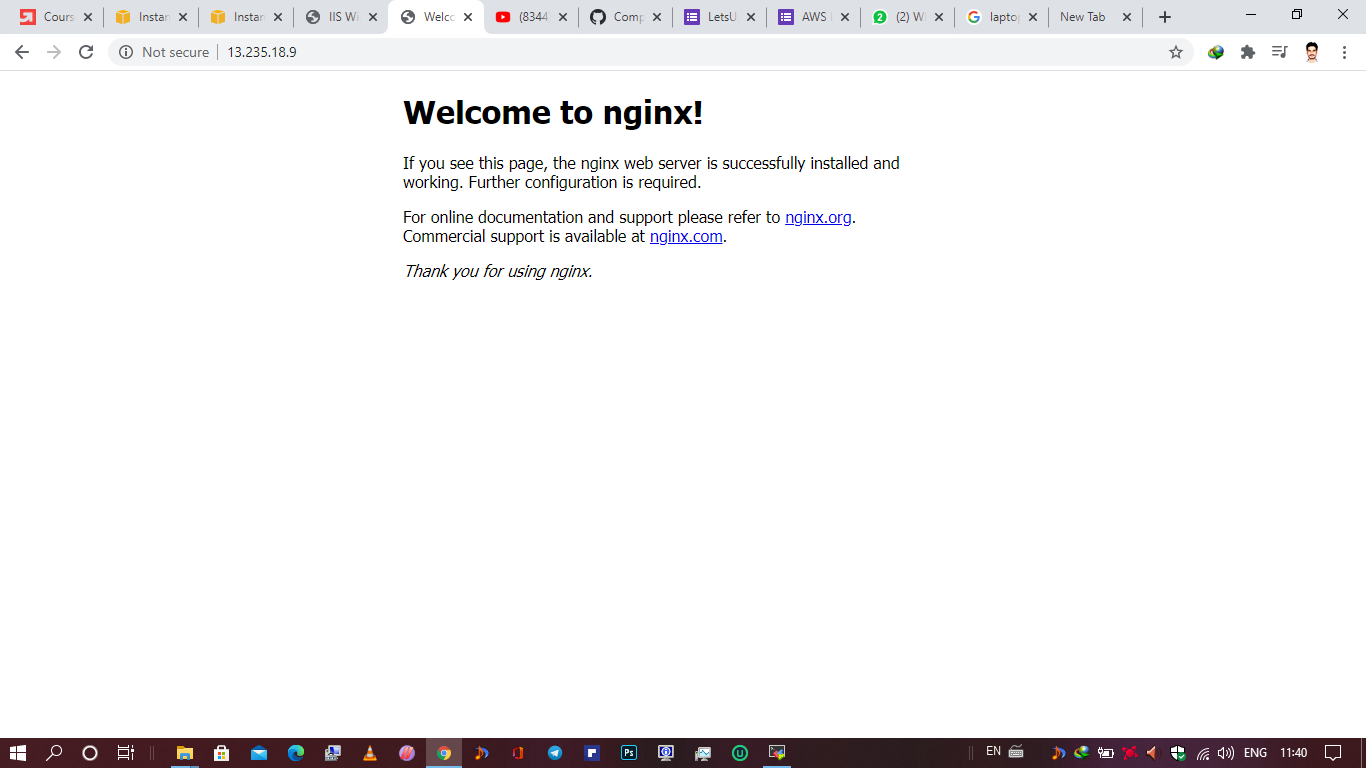 Cours
Instan
Instan
IIS Wi
Welco
(8344
Comp
LetsU
AWS
(2) W
laptop
New Tab
Not secure
13.235.18.9
Welcome to nginx!
If you see this page, the nginx web server is successfully installed and
working. Further configuration is required.
For online documentation and support please refer to nginx.org.
Commercial support is available at nginx.com.
Thank you for using nginx.
EN
ENG
11:40